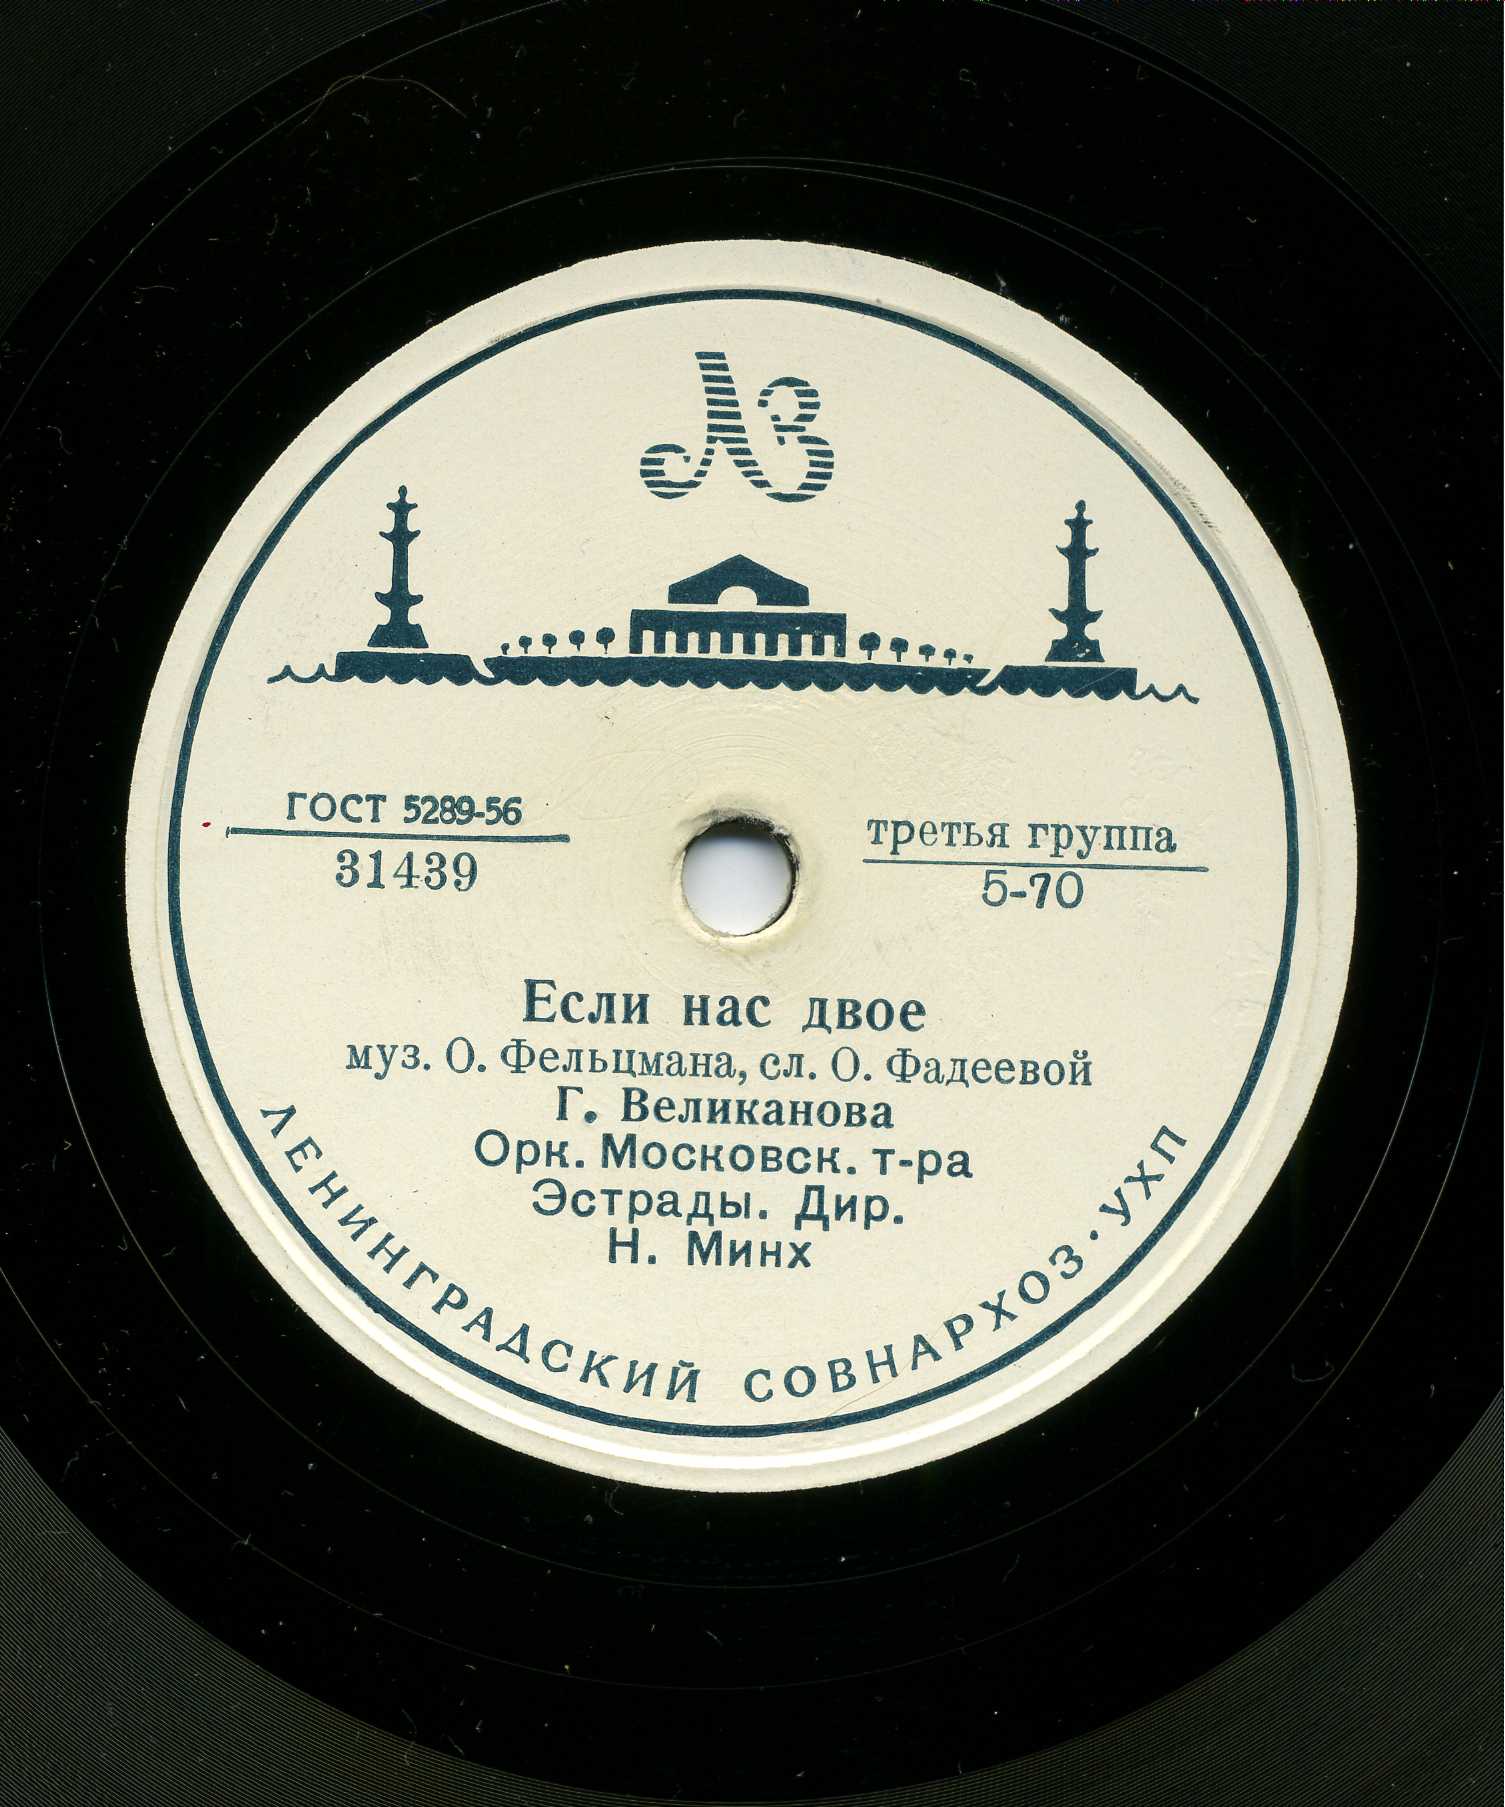 ЛЗ
ГОСТ 5289-56
31439
третья группа
5-70
Если нас двое
муз. О. Фельцмана, сл. О. Фадеевой
Г. Великанова
Орк. Московск. т-ра
Эстрады. Дир.
Н. Минх
ЛЕНИНГРАДСКИЙ СОВНАРХОЗ · УХП